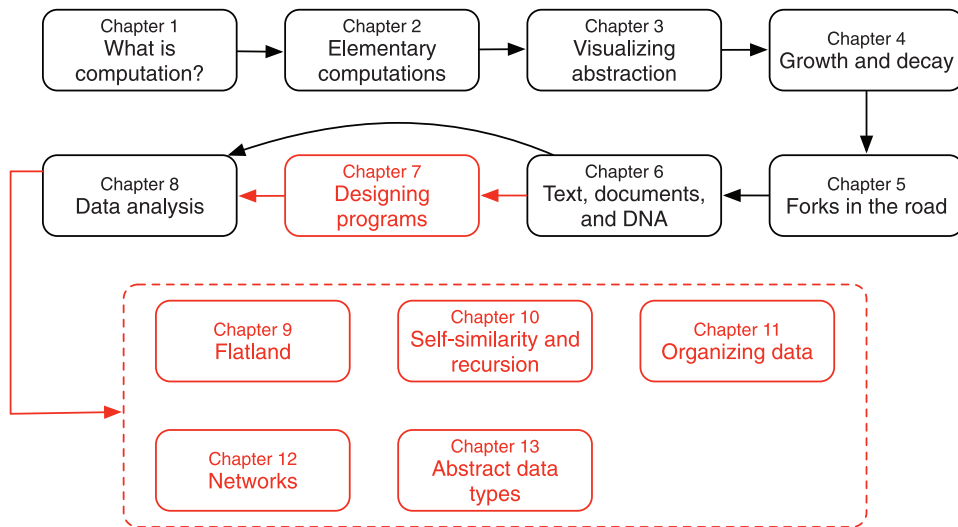 Chapter 1
What is
computation?
Chapter 2
Elementary
computations
Chapter 3
Visualizing
abstraction
Chapter 4
Growth and decay
Chapter 8
Data analysis
Chapter 7
Designing
programs
Chapter 6
Text, documents,
and DNA
Chapter 5
Forks in the road
Chapter 9
Flatland
Chapter 10
Self-similarity and
recursion
Chapter 11
Organizing data
Chapter 12
Networks
Chapter 13
Abstract data
types